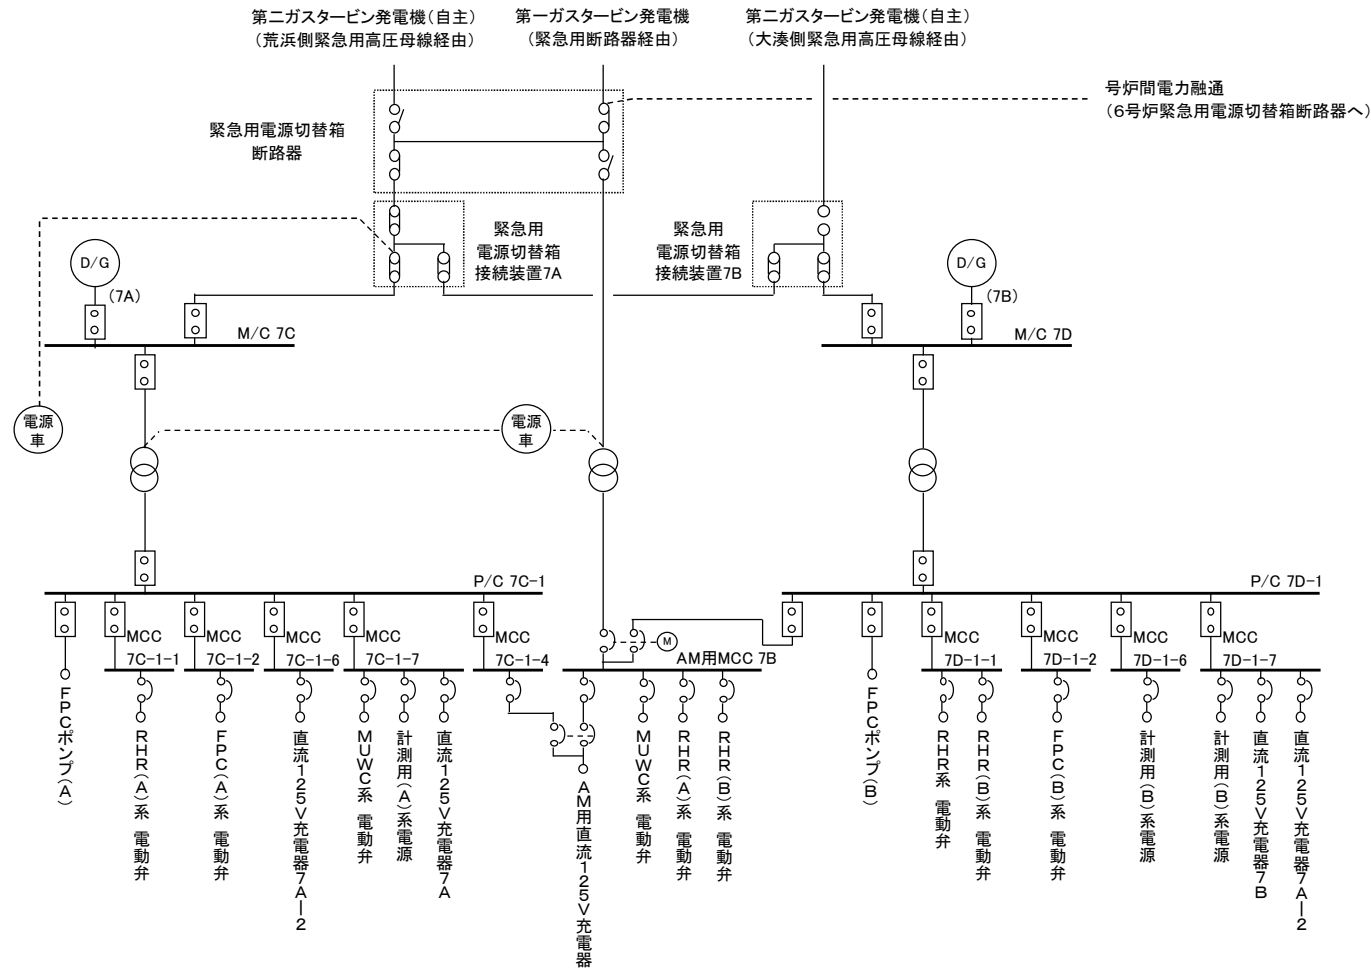 第二ガスタービン発電機(自主)
(荒浜側緊急用高圧母線経由)
第一ガスタービン発電機
(緊急用断路器経由)
第二ガスタービン発電機(自主)
(大湊側緊急用高圧母線経由)
号炉間電力融通
(6号炉緊急用電源切替箱断路器へ)
緊急用電源切替箱
断路器
緊急用
電源切替箱
接続装置7A
緊急用
電源切替箱
接続装置7B
D/G
(7A)
D/G
(7B)
M/C 7C
M/C 7D
電源
車
電源
車
P/C 7C-1
P/C 7D-1
MCC
7C-1-1
MCC
7C-1-2
MCC
7C-1-6
MCC
7C-1-7
MCC
7C-1-4
M
AM用MCC 7B
MCC
7D-1-1
MCC
7D-1-2
MCC
7D-1-6
MCC
7D-1-7
FPCポンプ(A)
RHR(A)系 電動弁
FPC(A)系 電動弁
直流125V充電器7A-2
MUWC系 電動弁
計測用(A)系電源
直流125V充電器7A
AM用直流125V充電器
MUWC系 電動弁
RHR(A)系 電動弁
RHR(B)系 電動弁
FPCポンプ(B)
RHR系 電動弁
RHR(B)系 電動弁
FPC(B)系 電動弁
計測用(B)系電源
計測用(B)系電源
直流125V充電器7B
直流125V充電器7A-2